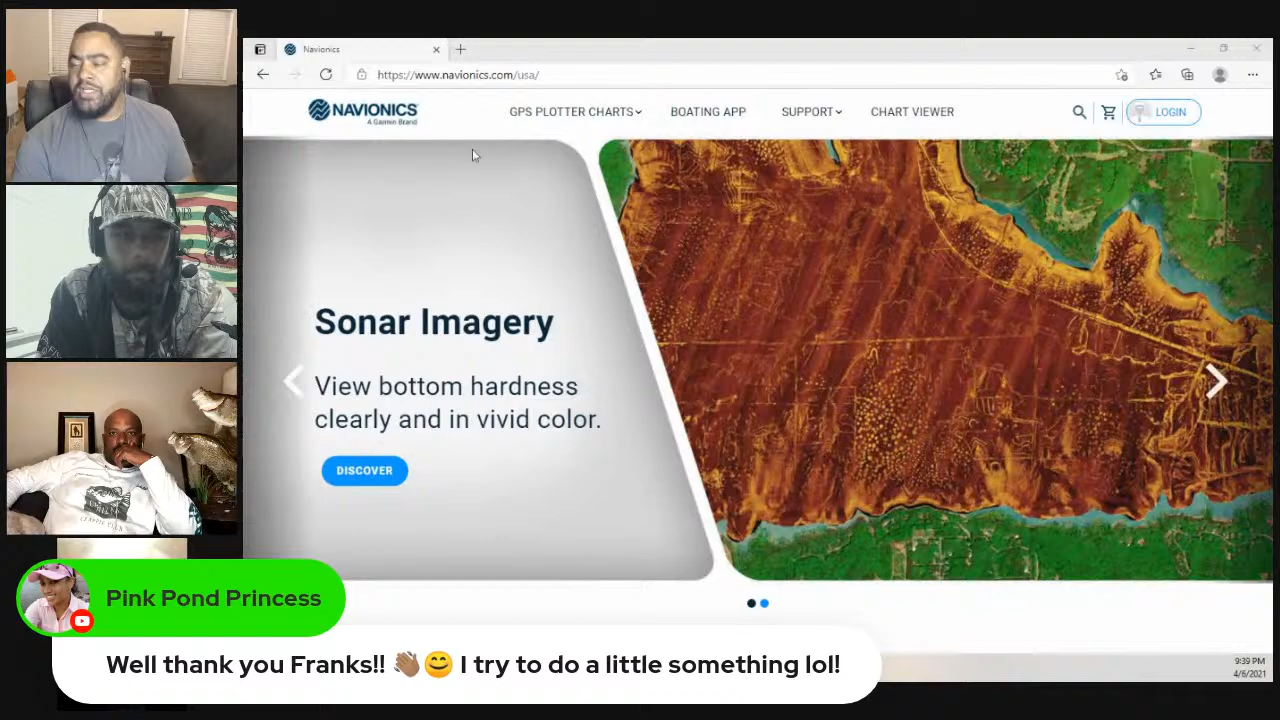 Navionics
https://www.navionics.com/usa/
NAVIONICS
A Garmin Brand
GPS PLOTTER CHARTS
BOATING APP
SUPPORT
CHART VIEWER
LOGIN
Sonar Imagery
View bottom hardness
clearly and in vivid color.
DISCOVER
Pink Pond Princess
Well thank you Franks!! 👋🏽😊 I try to do a little something lol!
9:39 PM
4/6/2021